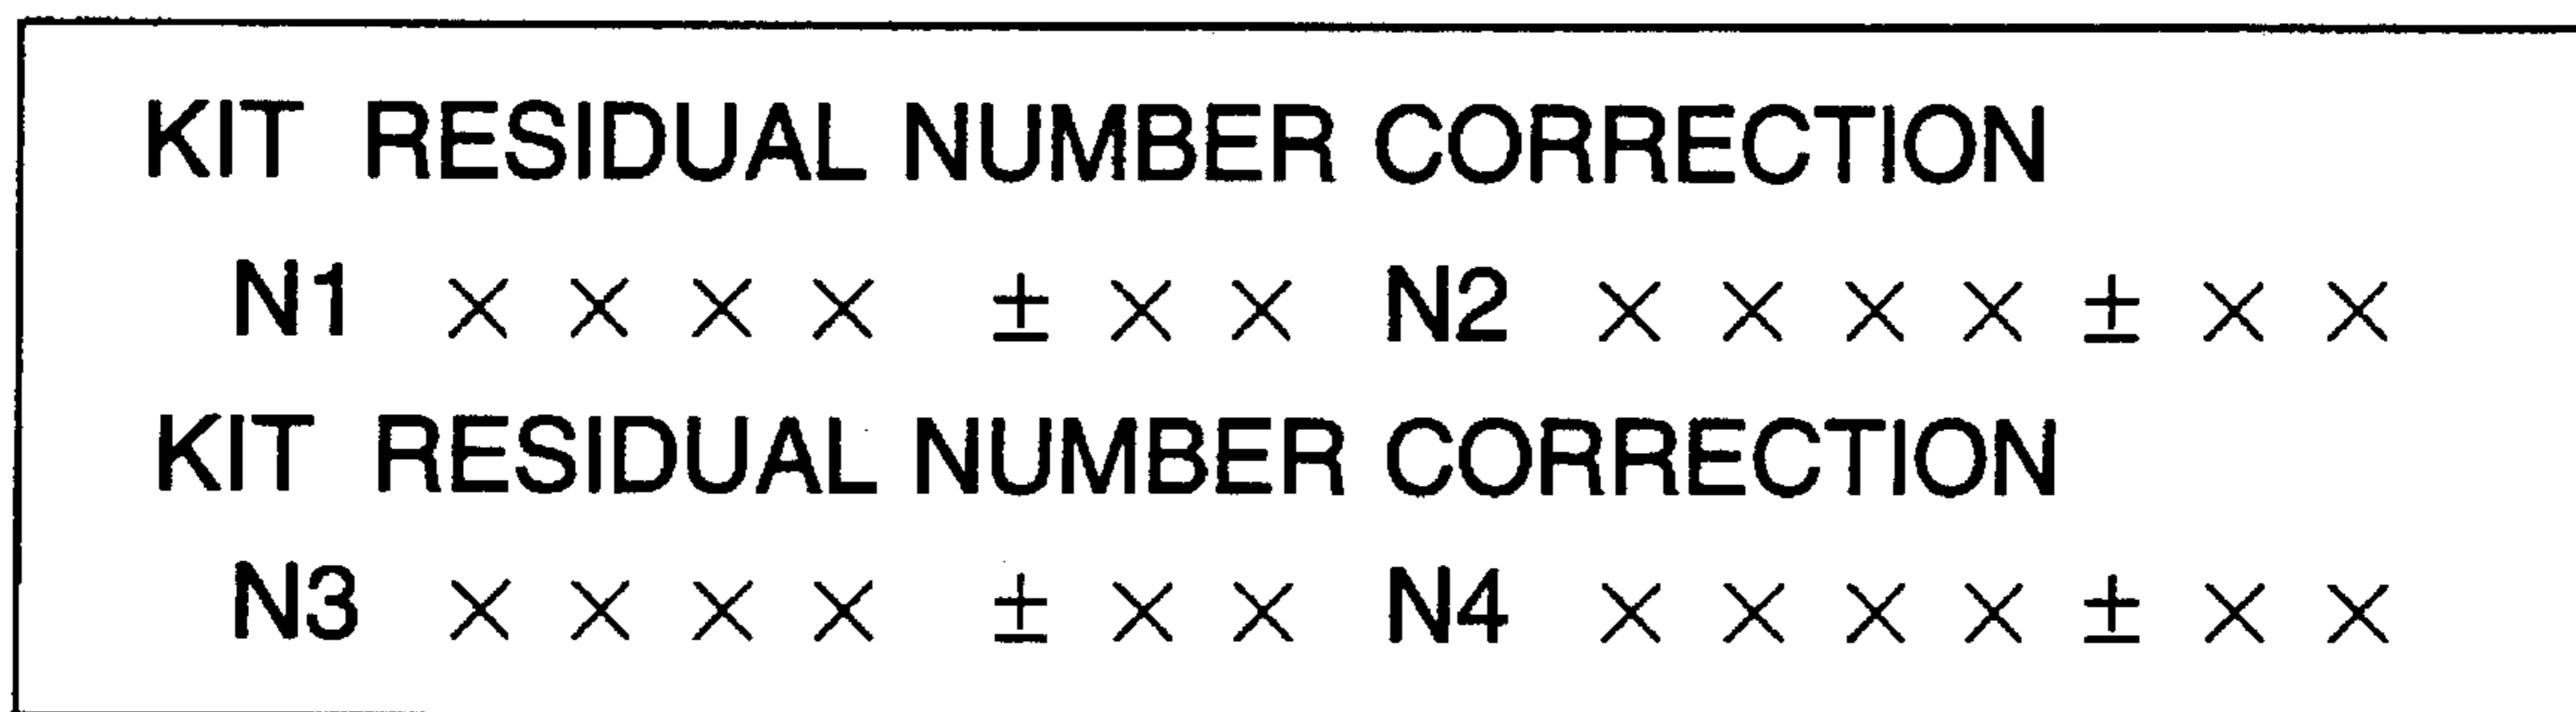 KIT RESIDUAL NUMBER CORRECTION
N1 × × × × ± × × N2 × × × × ± × ×
KIT RESIDUAL NUMBER CORRECTION
N3 × × × × ± × × N4 × × × × ± × ×